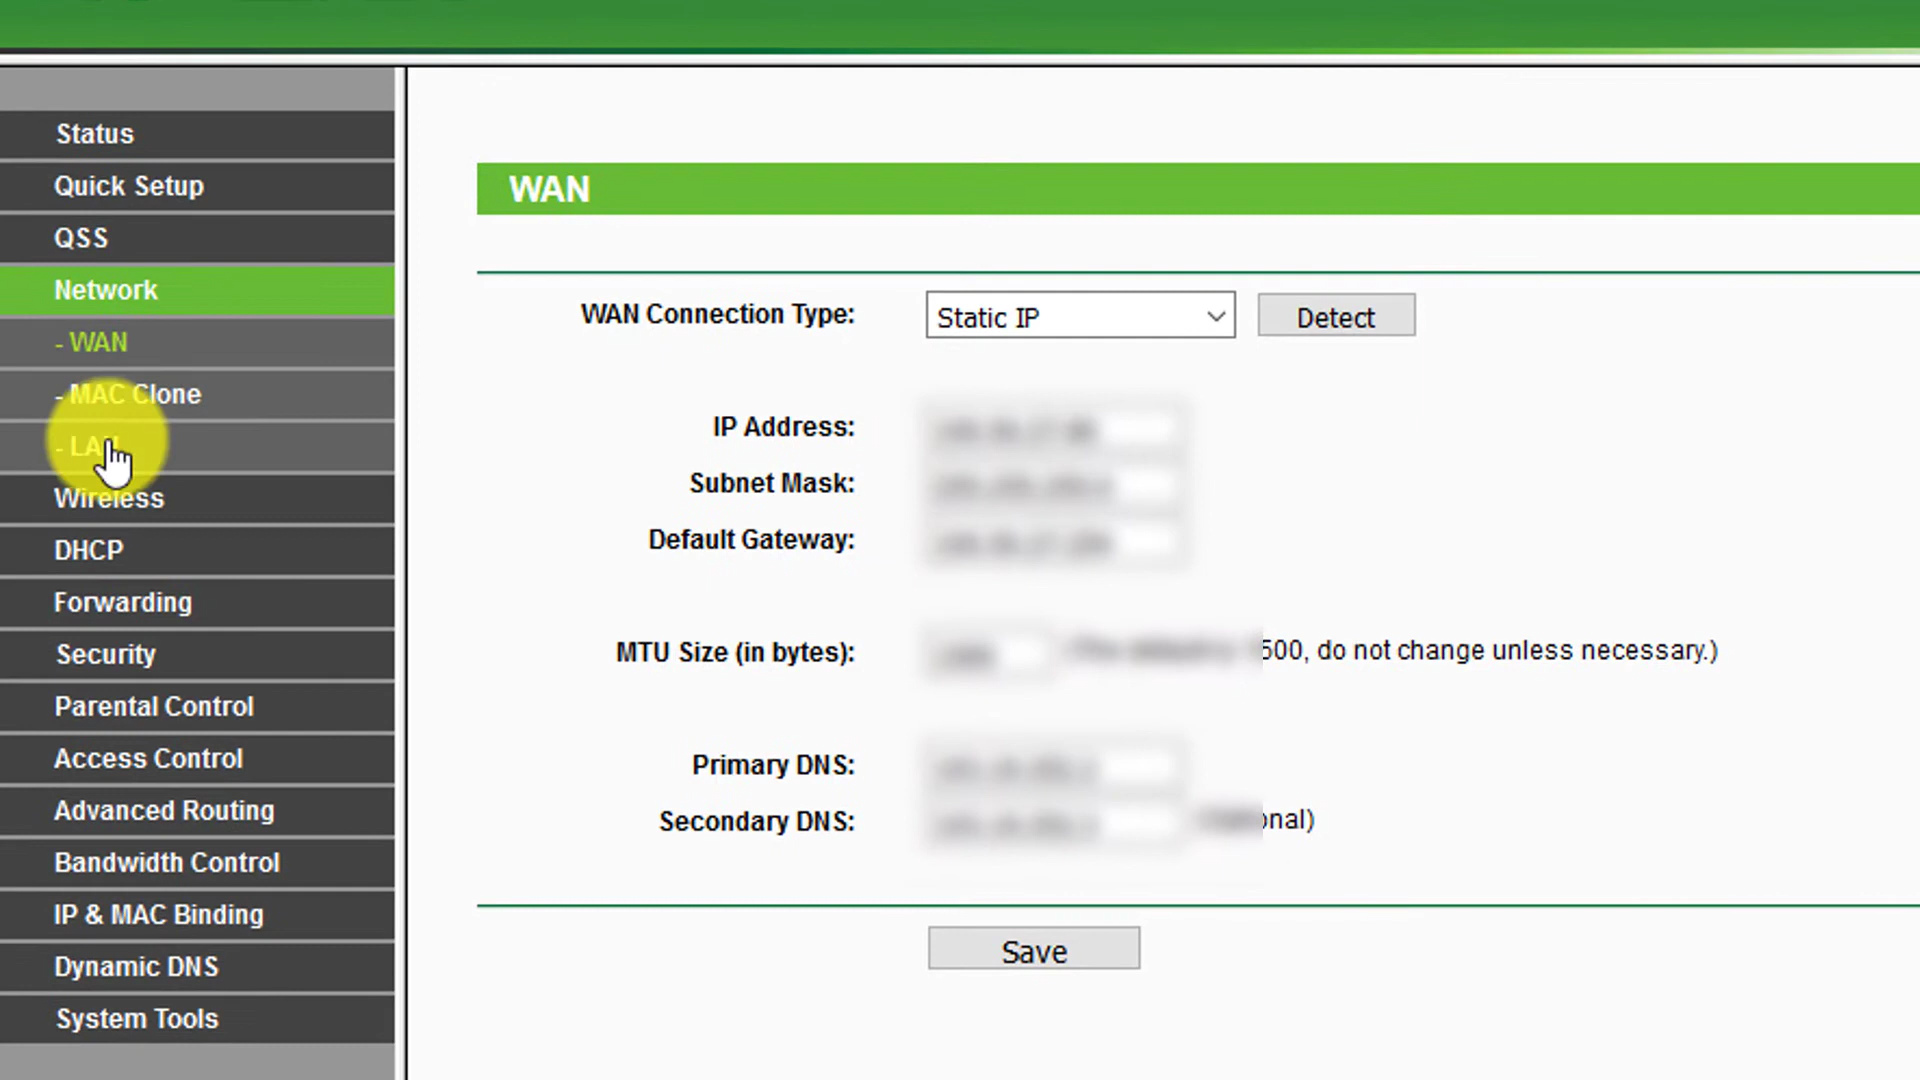 Status
Quick Setup
QSS
Network
- WAN
- MAC Clone
- LAN
Wireless
DHCP
Forwarding
Security
Parental Control
Access Control
Advanced Routing
Bandwidth Control
IP & MAC Binding
Dynamic DNS
System Tools
WAN
WAN Connection Type: Static IP Detect
IP Address:
Subnet Mask:
Default Gateway:
MTU Size (in bytes): 500, do not change unless necessary.)
Primary DNS:
Secondary DNS: onal)
Save